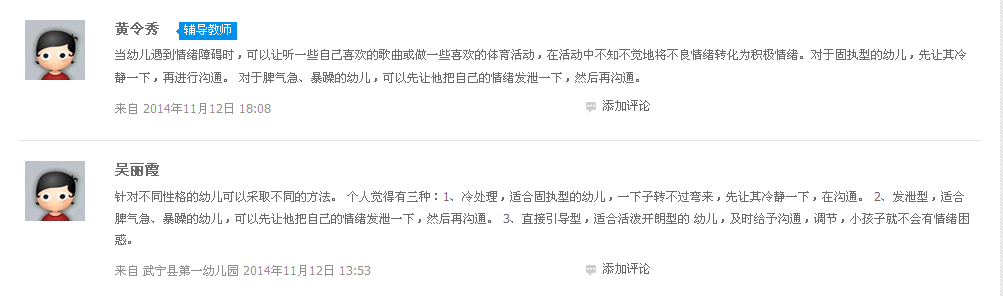 黄令秀 辅导教师
当幼儿遇到情绪障碍时，可以让听一些自己喜欢的歌曲或做一些喜欢的体育活动，在活动中不知不觉地将不良情绪转化为积极情绪。对于固执型的幼儿，先让其冷
静一下，再进行沟通。 对于脾气急、暴躁的幼儿，可以先让他把自己的情绪发泄一下，然后再沟通。
来自 2014年11月12日 18:08 添加评论
吴丽霞
针对不同性格的幼儿可以采取不同的方法。 个人觉得有三种：1、冷处理，适合固执型的幼儿，一下子转不过弯来，先让其冷静一下，在沟通。 2、发泄型，适合
脾气急、暴躁的幼儿，可以先让他把自己的情绪发泄一下，然后再沟通。 3、直接引导型，适合活泼开朗型的 幼儿，及时给予沟通，调节，小孩子就不会有情绪困
惑。
来自 武宁县第一幼儿园 2014年11月12日 13:53 添加评论